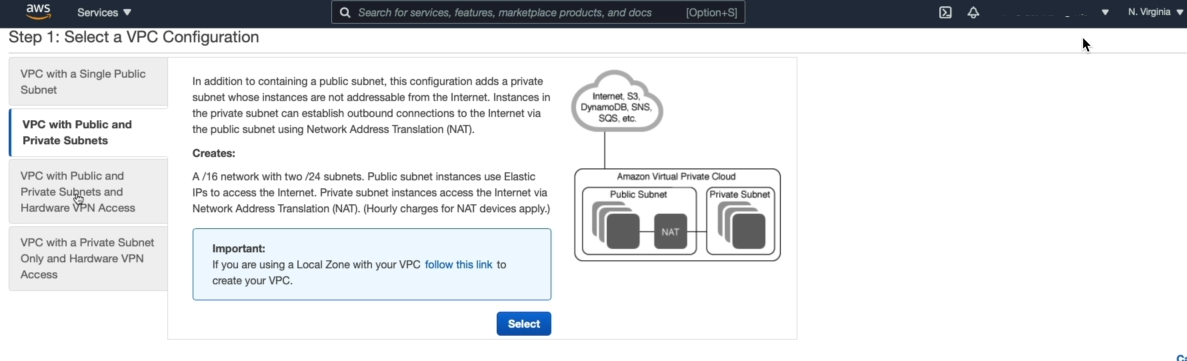 aws
Services ▼
Search for services, features, marketplace products, and docs
[Option+S]
N. Virginia ▼
Step 1: Select a VPC Configuration
VPC with a Single Public
Subnet
VPC with Public and
Private Subnets
VPC with Public and
Private Subnets and
Hardware VPN Access
VPC with a Private Subnet
Only and Hardware VPN
Access
In addition to containing a public subnet, this configuration adds a private
subnet whose instances are not addressable from the Internet. Instances in
the private subnet can establish outbound connections to the Internet via
the public subnet using Network Address Translation (NAT).
Creates:
A /16 network with two /24 subnets. Public subnet instances use Elastic
IPs to access the Internet. Private subnet instances access the Internet via
Network Address Translation (NAT). (Hourly charges for NAT devices apply.)
Important:
If you are using a Local Zone with your VPC follow this link to
create your VPC.
Select
Internet, S3,
DynamoDB, SNS,
SQS, etc.
Amazon Virtual Private Cloud
Public Subnet
Private Subnet
NAT